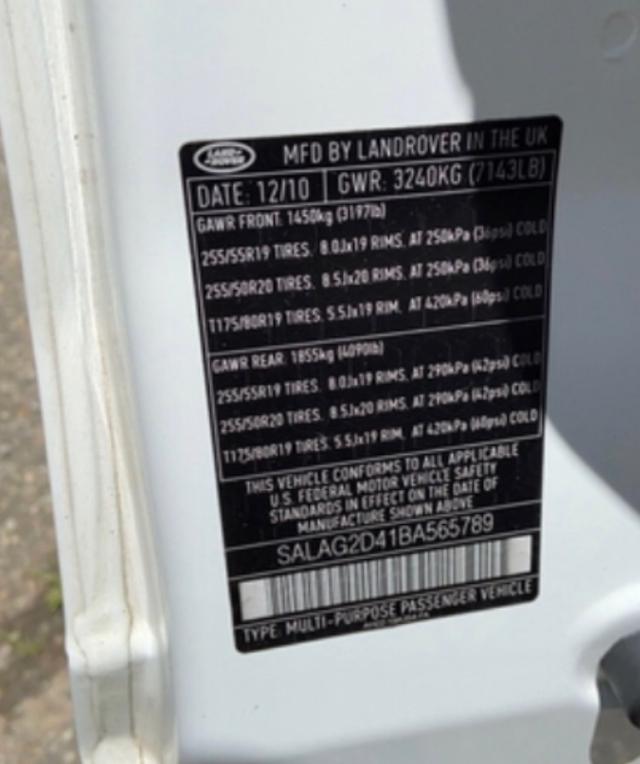 LAND ROVER MFD BY LANDROVER IN THE UK
DATE: 12/10 GWR: 3240KG (7143LB)
GAWR FRONT 1450kg (3197lb)
255/55R19 TIRES. 8.0Jx19 RIMS. AT 250kPa (36psi) COLD
255/50R20 TIRES. 8.5Jx20 RIMS. AT 250kPa (36psi) COLD
T175/80R19 TIRES. 5.5Jx19 RIM. AT 420kPa (60psi) COLD
GAWR REAR 1855kg (4090lb)
255/55R19 TIRES. 8.0Jx19 RIMS. AT 290kPa (42psi) COLD
255/50R20 TIRES. 8.5Jx20 RIMS. AT 290kPa (42psi) COLD
T175/80R19 TIRES. 5.5Jx19 RIM. AT 420kPa (60psi) COLD
THIS VEHICLE CONFORMS TO ALL APPLICABLE
U.S. FEDERAL MOTOR VEHICLE SAFETY
STANDARDS IN EFFECT ON THE DATE OF
MANUFACTURE SHOWN ABOVE
SALAG2D41BA565789
TYPE: MULTI-PURPOSE PASSENGER VEHICLE